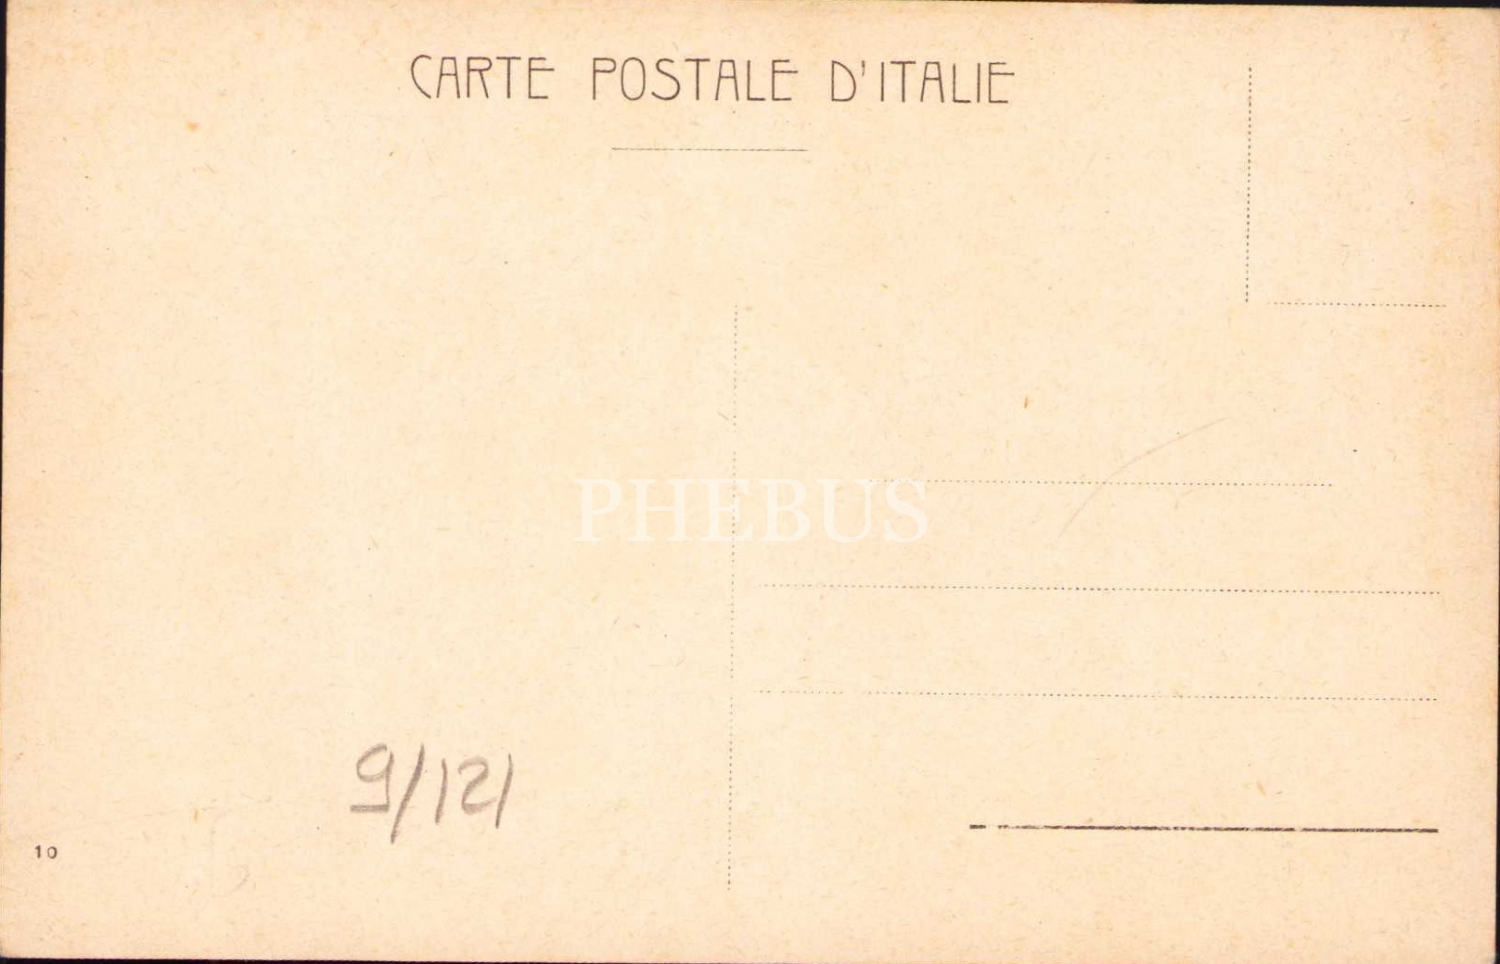 CARTE POSTALE D'ITALIE
PHEBUS
9/121
10